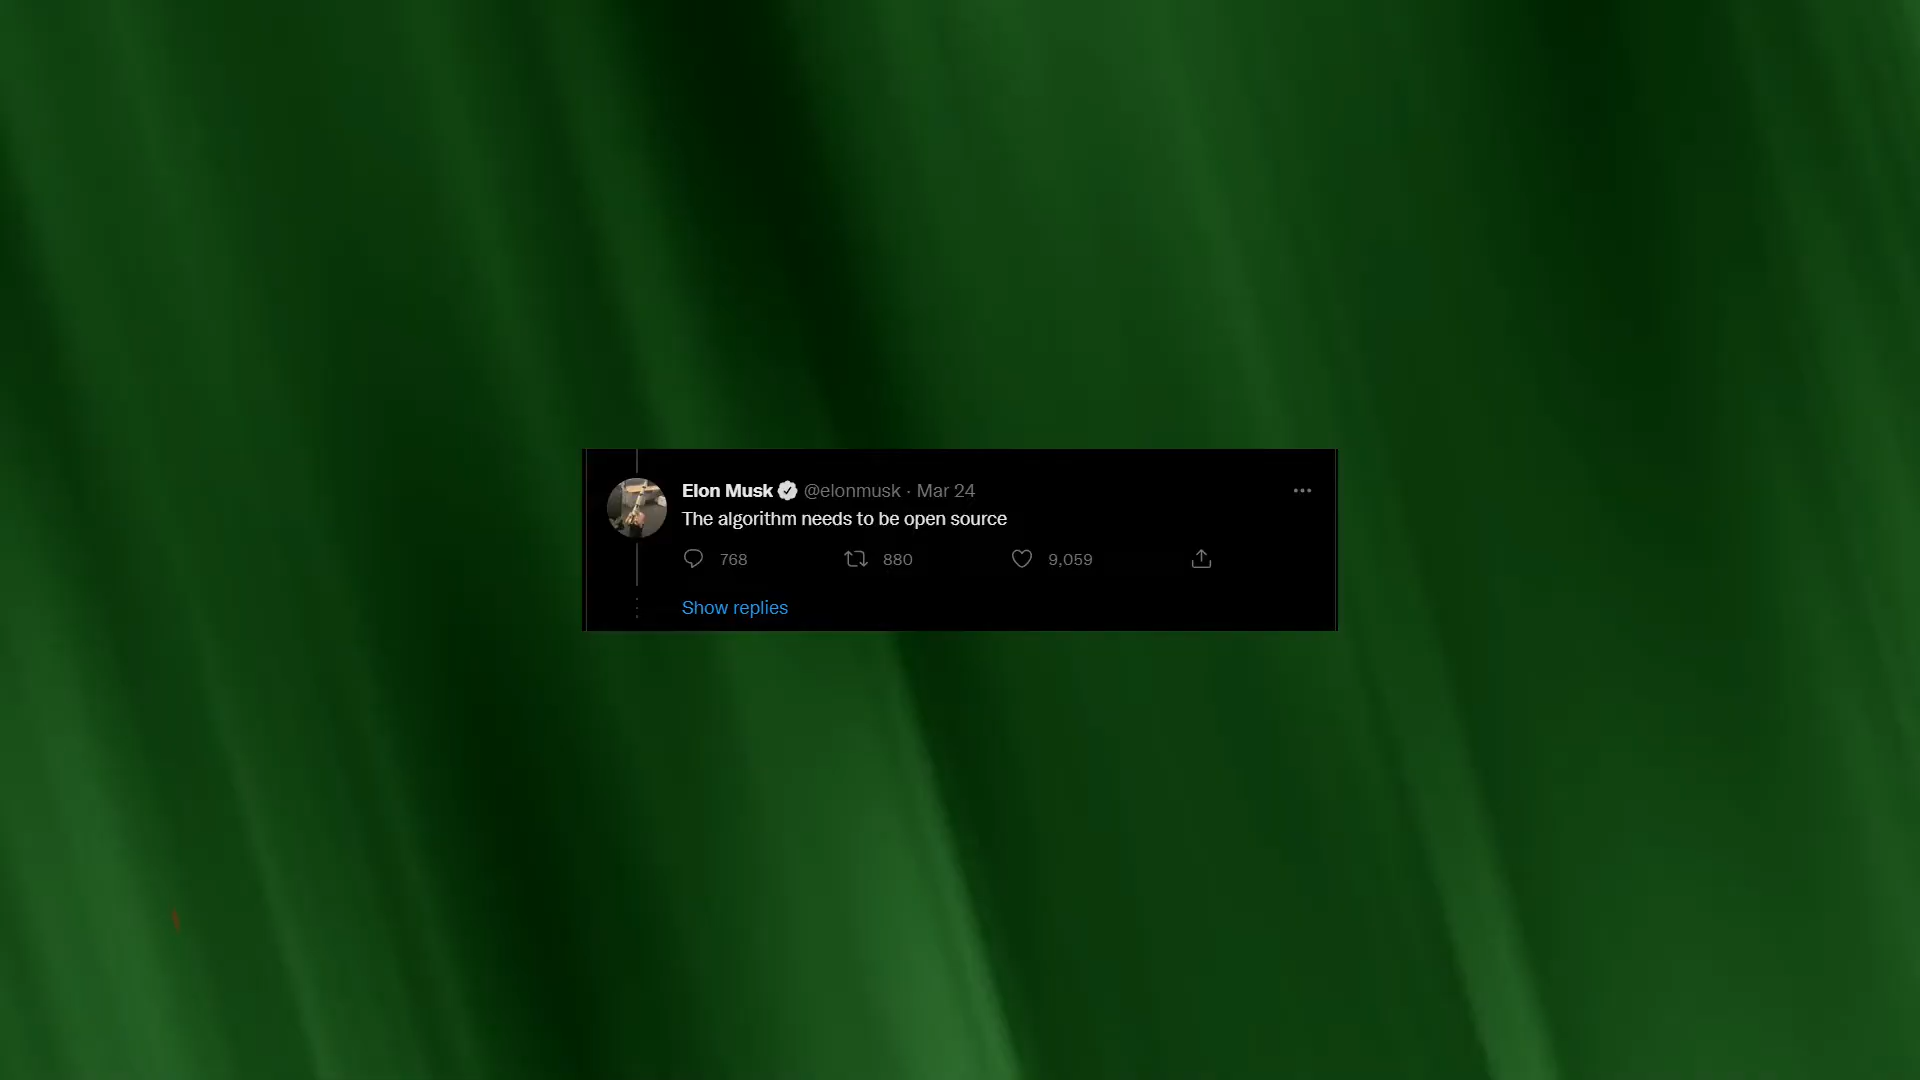 Elon Musk @elonmusk · Mar 24
The algorithm needs to be open source
768 880 9,059
Show replies